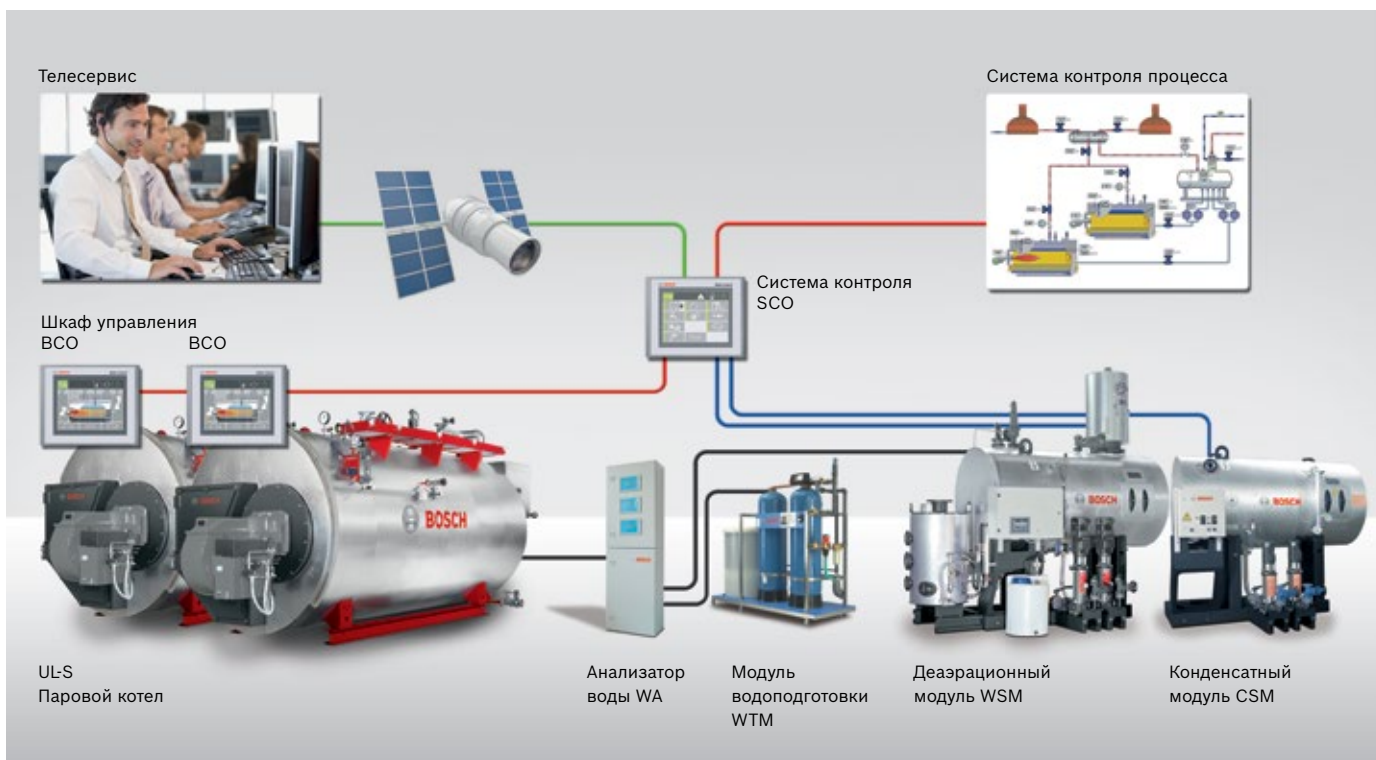 Телесервис
Система контроля процесса
Система контроля
SCO
Шкаф управления
BCO
BCO
BOSCH
BOSCH
BOSCH
UL-S
Паровой котел
Анализатор
воды WA
Модуль
водоподготовки
WTM
Деаэрационный
модуль WSM
Конденсатный
модуль CSM